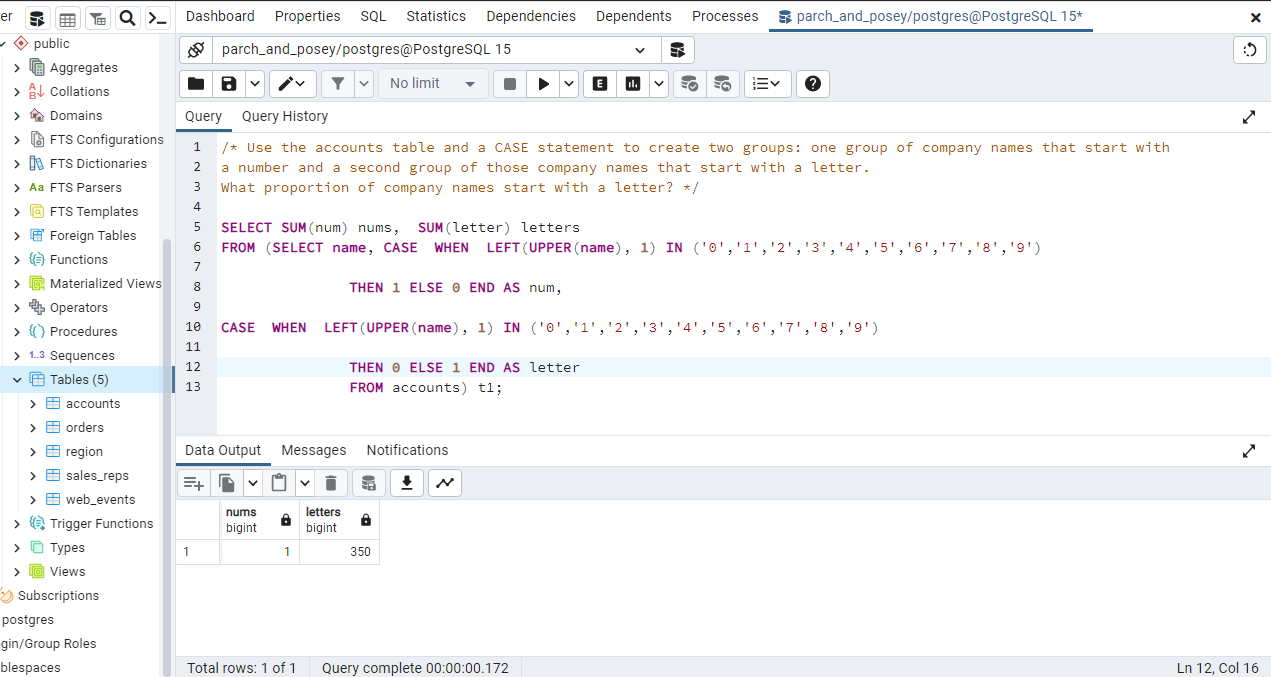 er
Dashboard Properties SQL Statistics Dependencies Dependents Processes parch_and_posey/postgres@PostgreSQL 15*
public
Aggregates
Collations
Domains
FTS Configurations
FTS Dictionaries
Aa FTS Parsers
FTS Templates
Foreign Tables
Functions
Materialized Views
Operators
Procedures
1..3 Sequences
Tables (5)
accounts
orders
region
sales_reps
web_events
Trigger Functions
Types
Views
Subscriptions
postgres
gin/Group Roles
blespaces
parch_and_posey/postgres@PostgreSQL 15
No limit
E
Query Query History
1 /* Use the accounts table and a CASE statement to create two groups: one group of company names that start with
2 a number and a second group of those company names that start with a letter.
3 What proportion of company names start with a letter? */
4
5 SELECT SUM(num) nums,  SUM(letter) letters
6 FROM (SELECT name, CASE  WHEN  LEFT(UPPER(name), 1) IN ('0','1','2','3','4','5','6','7','8','9')
7
8 THEN 1 ELSE 0 END AS num,
9
10 CASE  WHEN  LEFT(UPPER(name), 1) IN ('0','1','2','3','4','5','6','7','8','9')
11
12 THEN 0 ELSE 1 END AS letter
13 FROM accounts) t1;
Data Output Messages Notifications
nums letters
bigint bigint
1 1 350
Total rows: 1 of 1 Query complete 00:00:00.172 Ln 12, Col 16